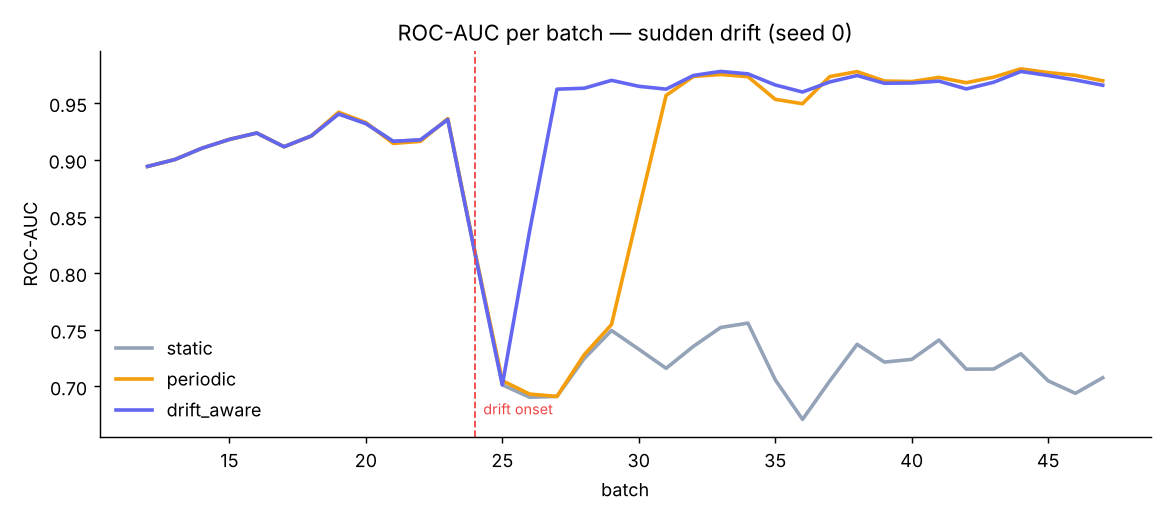 ROC-AUC per batch — sudden drift (seed 0)
ROC-AUC
0.95
0.90
0.85
0.80
0.75
0.70
static
periodic
drift_aware
drift onset
15 20 25 30 35 40 45
batch